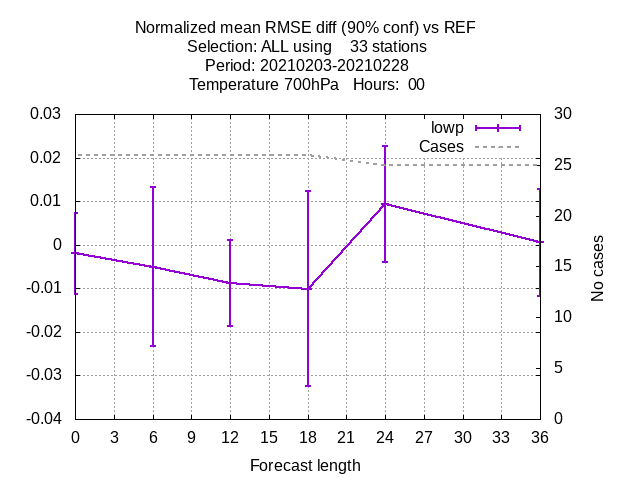 Normalized mean RMSE diff (90% conf) vs REF
Selection: ALL using    33 stations
Period: 20210203-20210228
Temperature 700hPa   Hours:  00
lowp
Cases
0.03
0.02
0.01
0
-0.01
-0.02
-0.03
-0.04
30
25
20
15
10
5
0
No cases
0 3 6 9 12 15 18 21 24 27 30 33 36
Forecast length